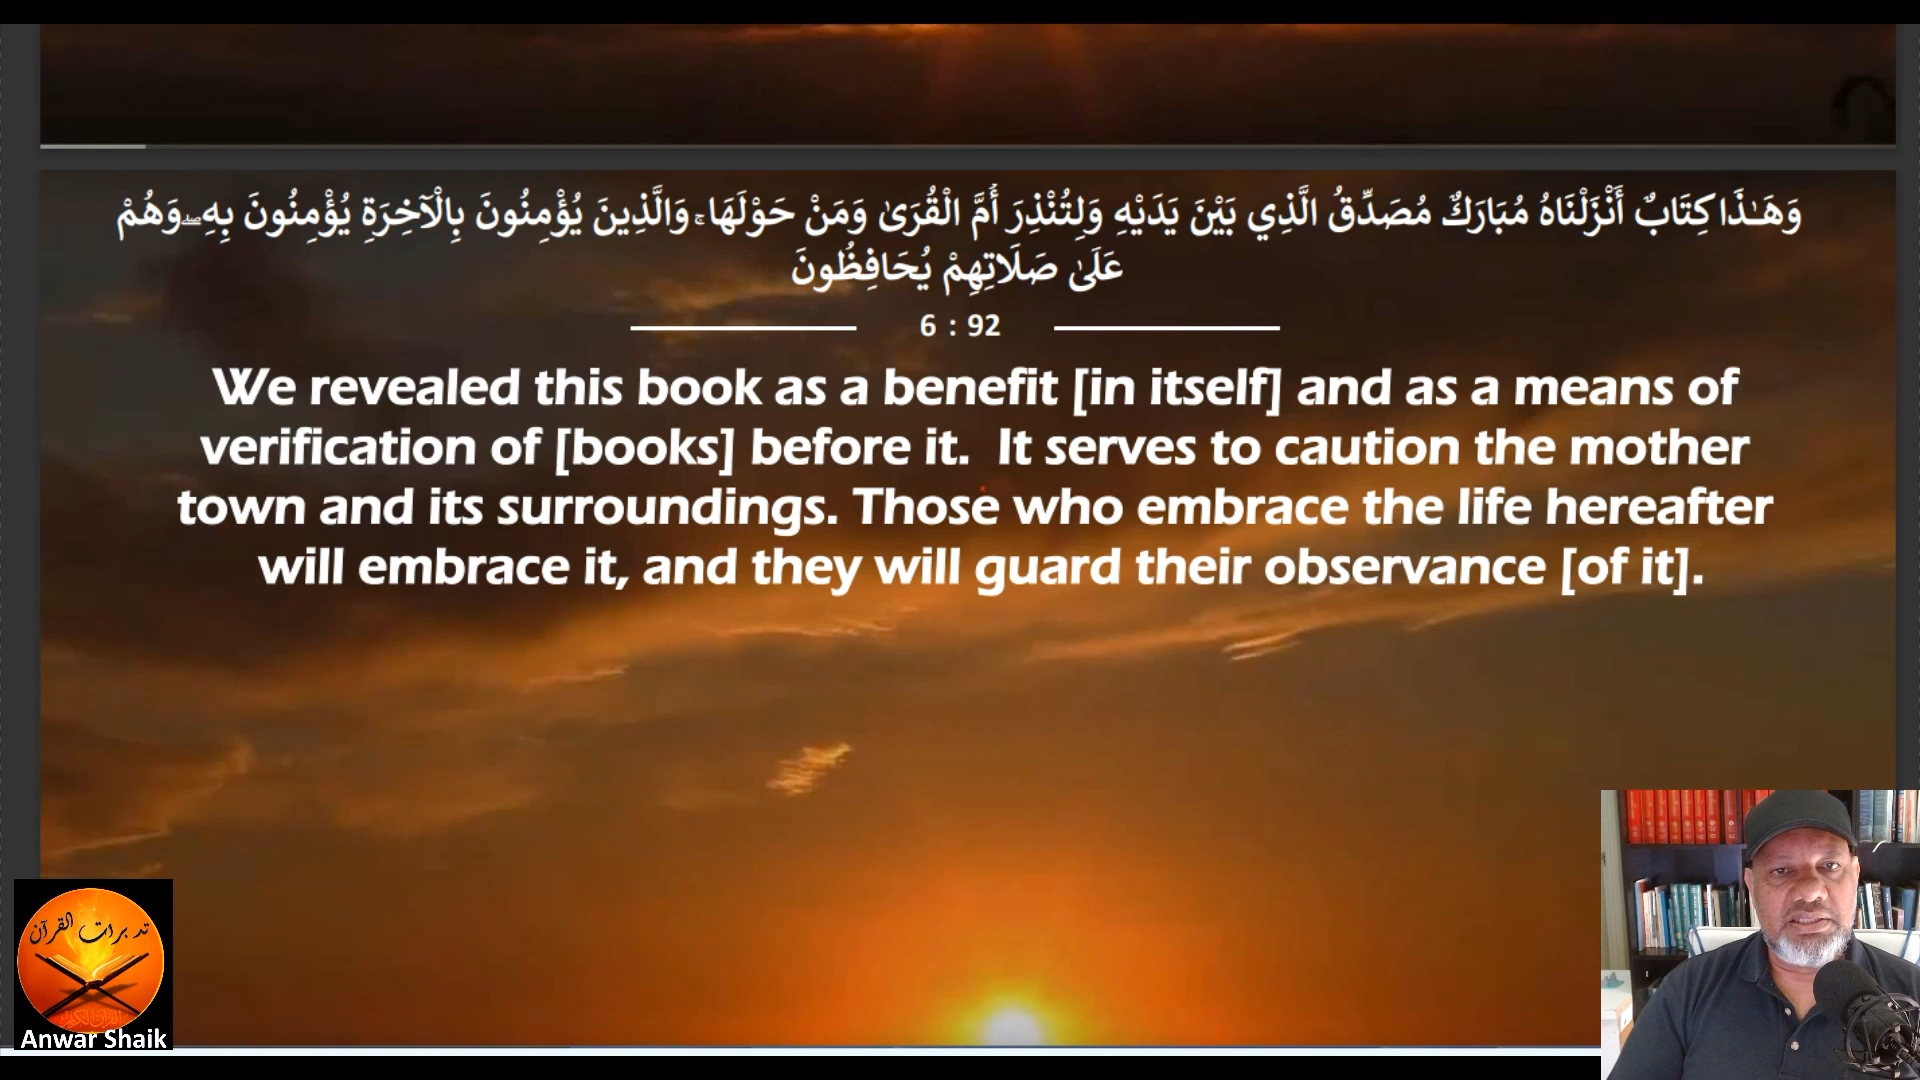 وَهَـٰذَا كِتَابٌ أَنْزَلْنَاهُ مُبَارَكٌ مُصَدِّقُ الَّذِي بَيْنَ يَدَيْهِ وَلِتُنْذِرَ أُمَّ الْقُرَىٰ وَمَنْ حَوْلَهَا ۚ وَالَّذِينَ يُؤْمِنُونَ بِالْآخِرَةِ يُؤْمِنُونَ بِهِ ۖ وَهُمْ
عَلَىٰ صَلَاتِهِمْ يُحَافِظُونَ
6 : 92
We revealed this book as a benefit [in itself] and as a means of
verification of [books] before it. It serves to caution the mother
town and its surroundings. Those who embrace the life hereafter
will embrace it, and they will guard their observance [of it].
تدبرات القرآن
Anwar Shaik